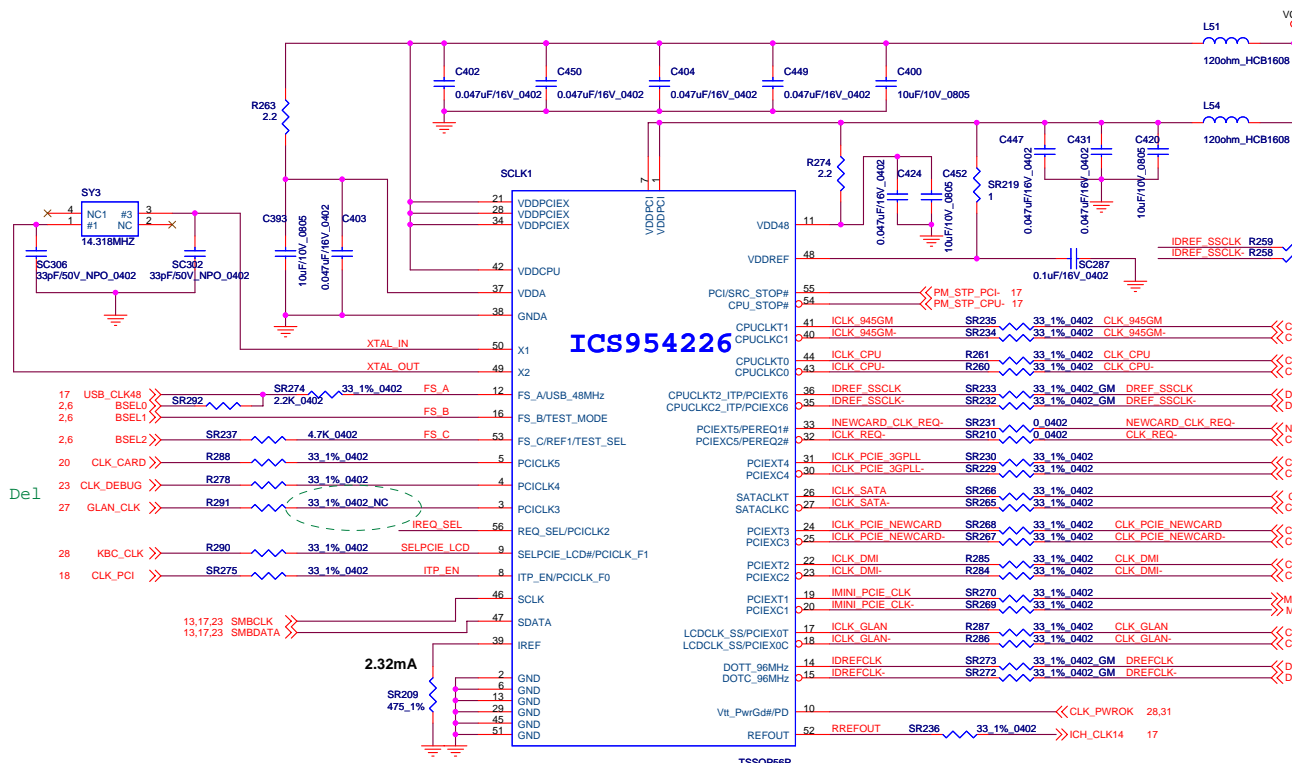 VC
L51
120ohm_HCB1608
C402
0.047uF/16V_0402
C450
0.047uF/16V_0402
C404
0.047uF/16V_0402
C449
0.047uF/16V_0402
C400
10uF/10V_0805
R263
2.2
L54
120ohm_HCB1608
C447
0.047uF/16V_0402
C431
0.047uF/16V_0402
C420
10uF/10V_0805
R274
2.2
C424
0.047uF/16V_0402
C452
10uF/10V_0805
SR219
1
SCLK1
SY3
4 NC1 #3 3
1 #1 NC 2
14.318MHZ
SC306
33pF/50V_NPO_0402
SC302
33pF/50V_NPO_0402
C393
10uF/10V_0805
C403
0.047uF/16V_0402
7 VDDPCI
1 VDDPCI
21 VDDPCIEX
28 VDDPCIEX
34 VDDPCIEX
42 VDDCPU
37 VDDA
38 GNDA
XTAL_IN 50 X1
XTAL_OUT 49 X2
ICS954226
VDD48 11
VDDREF 48
SC287
0.1uF/16V_0402
IDREF_SSCLK R259
IDREF_SSCLK- R258
17 USB_CLK48 SR274 33_1%_0402 FS_A 12 FS_A/USB_48MHz
2,6 BSEL0 SR292 2.2K_0402
2,6 BSEL1 FS_B 16 FS_B/TEST_MODE
2,6 BSEL2 SR237 4.7K_0402 FS_C 53 FS_C/REF1/TEST_SEL
20 CLK_CARD R288 33_1%_0402 5 PCICLK5
23 CLK_DEBUG R278 33_1%_0402 4 PCICLK4
Del
27 GLAN_CLK R291 33_1%_0402_NC 3 PCICLK3
IREQ_SEL 56 REQ_SEL/PCICLK2
28 KBC_CLK R290 33_1%_0402 SELPCIE_LCD 9 SELPCIE_LCD#/PCICLK_F1
18 CLK_PCI SR275 33_1%_0402 ITP_EN 8 ITP_EN/PCICLK_F0
46 SCLK
13,17,23 SMBCLK 47 SDATA
13,17,23 SMBDATA
39 IREF
2.32mA
SR209
475_1%
2 GND
6 GND
13 GND
29 GND
45 GND
51 GND
PCI/SRC_STOP# 55 PM_STP_PCI- 17
CPU_STOP# 54 PM_STP_CPU- 17
CPUCLKT1 41 ICLK_945GM SR235 33_1%_0402 CLK_945GM C
CPUCLKC1 40 ICLK_945GM- SR234 33_1%_0402 CLK_945GM- C
CPUCLKT0 44 ICLK_CPU R261 33_1%_0402 CLK_CPU C
CPUCLKC0 43 ICLK_CPU- R260 33_1%_0402 CLK_CPU- C
CPUCLKT2_ITP/PCIEXT6 36 IDREF_SSCLK SR233 33_1%_0402_GM DREF_SSCLK D
CPUCLKC2_ITP/PCIEXC6 35 IDREF_SSCLK- SR232 33_1%_0402_GM DREF_SSCLK- D
PCIEXT5/PEREQ1# 33 INEWCARD_CLK_REQ- SR231 0_0402 NEWCARD_CLK_REQ- N
PCIEXC5/PEREQ2# 32 ICLK_REQ- SR210 0_0402 CLK_REQ- C
PCIEXT4 31 ICLK_PCIE_3GPLL SR230 33_1%_0402 C
PCIEXC4 30 ICLK_PCIE_3GPLL- SR229 33_1%_0402 C
SATACLKT 26 ICLK_SATA SR266 33_1%_0402 C
SATACLKC 27 ICLK_SATA- SR265 33_1%_0402 C
PCIEXT3 24 ICLK_PCIE_NEWCARD SR268 33_1%_0402 CLK_PCIE_NEWCARD C
PCIEXC3 25 ICLK_PCIE_NEWCARD- SR267 33_1%_0402 CLK_PCIE_NEWCARD- C
PCIEXT2 22 ICLK_DMI R285 33_1%_0402 CLK_DMI C
PCIEXC2 23 ICLK_DMI- R284 33_1%_0402 CLK_DMI- C
PCIEXT1 19 IMINI_PCIE_CLK SR270 33_1%_0402 M
PCIEXC1 20 IMINI_PCIE_CLK- SR269 33_1%_0402 M
LCDCLK_SS/PCIEX0T 17 ICLK_GLAN R287 33_1%_0402 CLK_GLAN C
LCDCLK_SS/PCIEX0C 18 ICLK_GLAN- R286 33_1%_0402 CLK_GLAN- C
DOTT_96MHz 14 IDREFCLK SR273 33_1%_0402_GM DREFCLK D
DOTC_96MHz 15 IDREFCLK- SR272 33_1%_0402_GM DREFCLK- D
Vtt_PwrGd#/PD 10 CLK_PWROK 28,31
REFOUT 52 RREFOUT SR236 33_1%_0402 ICH_CLK14 17
TSSOP56P